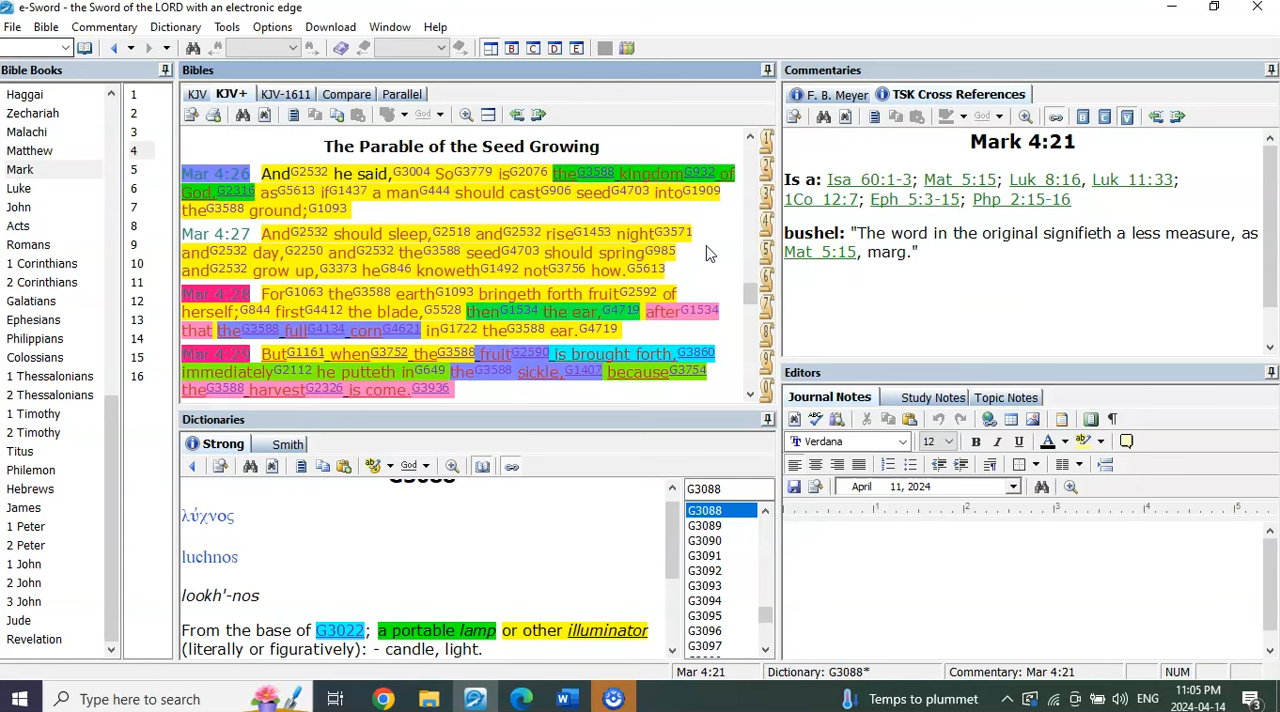 e-Sword - the Sword of the LORD with an electronic edge
File Bible Commentary Dictionary Tools Options Download Window Help
B C D E
Bible Books
Haggai
Zechariah
Malachi
Matthew
Mark
Luke
John
Acts
Romans
1 Corinthians
2 Corinthians
Galatians
Ephesians
Philippians
Colossians
1 Thessalonians
2 Thessalonians
1 Timothy
2 Timothy
Titus
Philemon
Hebrews
James
1 Peter
2 Peter
1 John
2 John
3 John
Jude
Revelation
1
2
3
4
5
6
7
8
9
10
11
12
13
14
15
16
Bibles
KJV KJV+ KJV-1611 Compare Parallel
God
The Parable of the Seed Growing
Mar 4:26 AndG2532 he said,G3004 SoG3779 isG2076 theG3588 kingdomG932 of
God,G2316 asG5613 ifG1437 a manG444 should castG906 seedG4703 intoG1909
theG3588 ground;G1093
Mar 4:27 AndG2532 should sleep,G2518 andG2532 riseG1453 nightG3571
andG2532 day,G2250 andG2532 theG3588 seedG4703 should springG985
andG2532 grow up,G3373 heG846 knowethG1492 notG3756 how.G5613
Mar 4:28 ForG1063 theG3588 earthG1093 bringeth forth fruitG2592 of
herself;G844 firstG4412 the blade,G5528 thenG1534 the ear,G4719 afterG1534
that theG3588 fullG4134 cornG4621 inG1722 theG3588 ear.G4719
Mar 4:29 ButG1161 whenG3752 theG3588 fruitG2590 is brought forth,G3860
immediatelyG2112 he putteth inG649 theG3588 sickle,G1407 becauseG3754
theG3588 harvestG2326 is come.G3936
Dictionaries
Strong Smith
God
G3088
λύχνος
luchnos
lookh'-nos
From the base of G3022; a portable lamp or other illuminator
(literally or figuratively): - candle, light.
G3088
G3088
G3089
G3090
G3091
G3092
G3093
G3094
G3095
G3096
G3097
Commentaries
F. B. Meyer TSK Cross References
God B C V
Mark 4:21
Is a: Isa 60:1-3; Mat 5:15; Luk 8:16, Luk 11:33;
1Co 12:7; Eph 5:3-15; Php 2:15-16
bushel: "The word in the original signifieth a less measure, as
Mat 5:15, marg."
Editors
Journal Notes Study Notes Topic Notes
Verdana 12 B I U A
April 11, 2024
1 2 3 4 5
Mar 4:21 Dictionary: G3088* Commentary: Mar 4:21 NUM
Type here to search
Temps to plummet
ENG
11:05 PM
2024-04-14
3